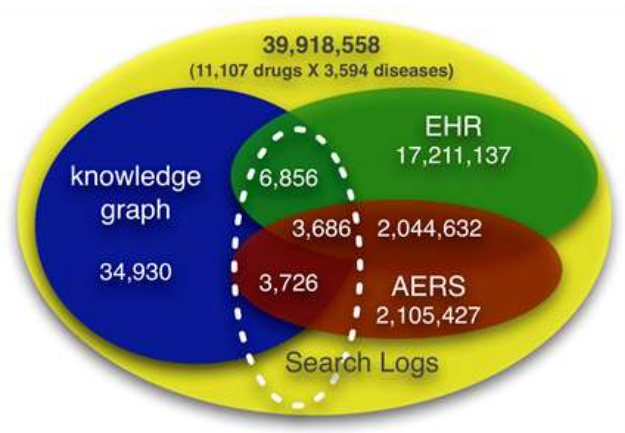 39,918,558
(11,107 drugs X 3,594 diseases)
EHR
17,211,137
knowledge
graph
6,856
3,686
2,044,632
34,930
3,726
AERS
2,105,427
Search Logs